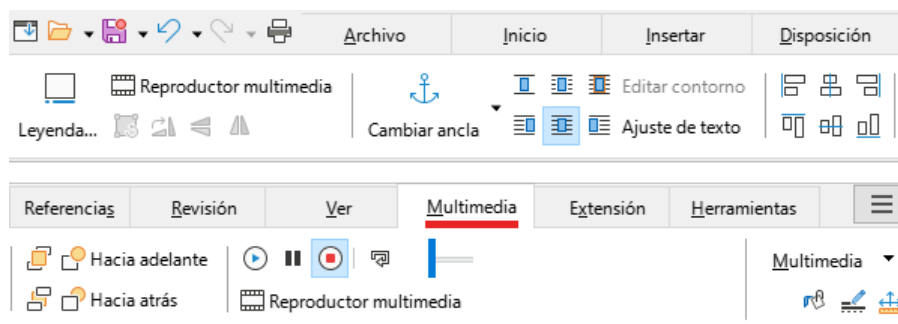 Archivo Inicio Insertar Disposición
Reproductor multimedia Editar contorno
Leyenda... Cambiar ancla Ajuste de texto
Referencias Revisión Ver Multimedia Extensión Herramientas
Hacia adelante Multimedia
Hacia atrás Reproductor multimedia